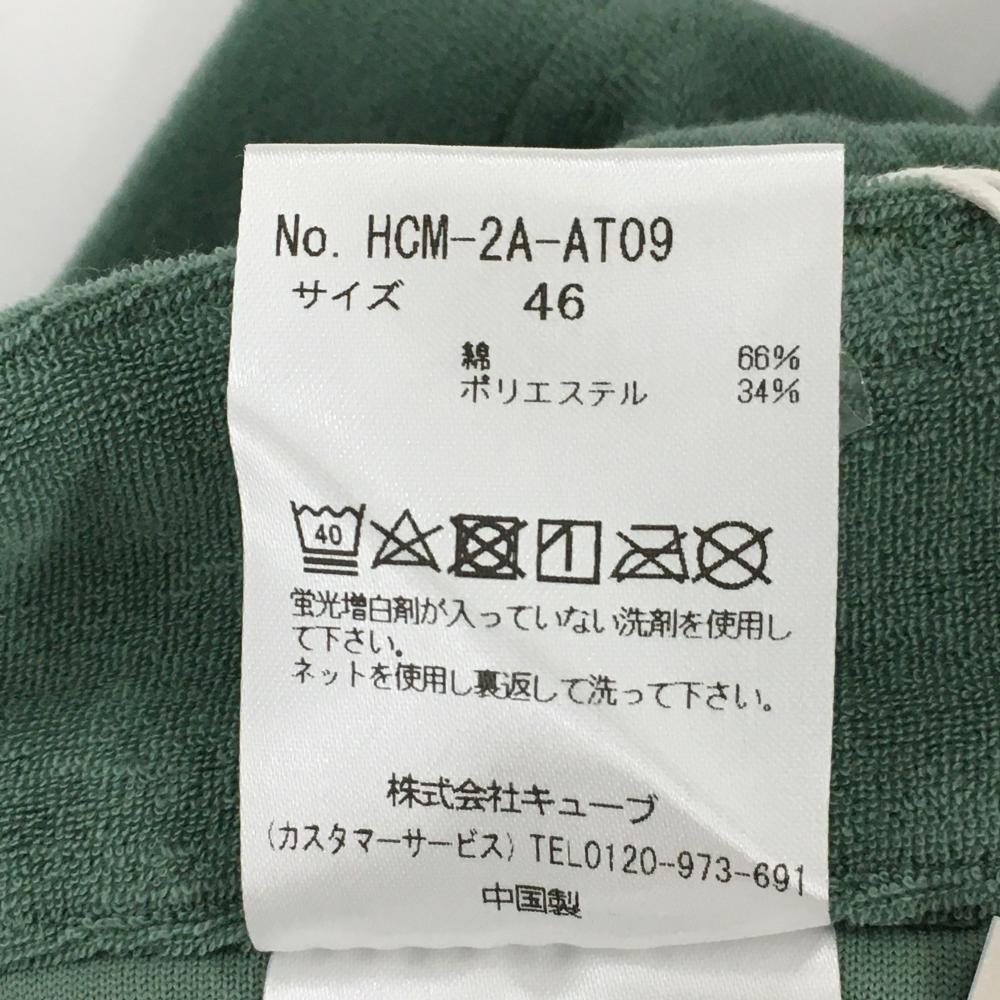 No. HCM-2A-AT09
サイズ 46
綿 66%
ポリエステル 34%
40
蛍光増白剤が入っていない洗剤を使用し
て下さい。
ネットを使用し裏返して洗って下さい。
株式会社キューブ
(カスタマーサービス) TEL0120-973-691
中国製